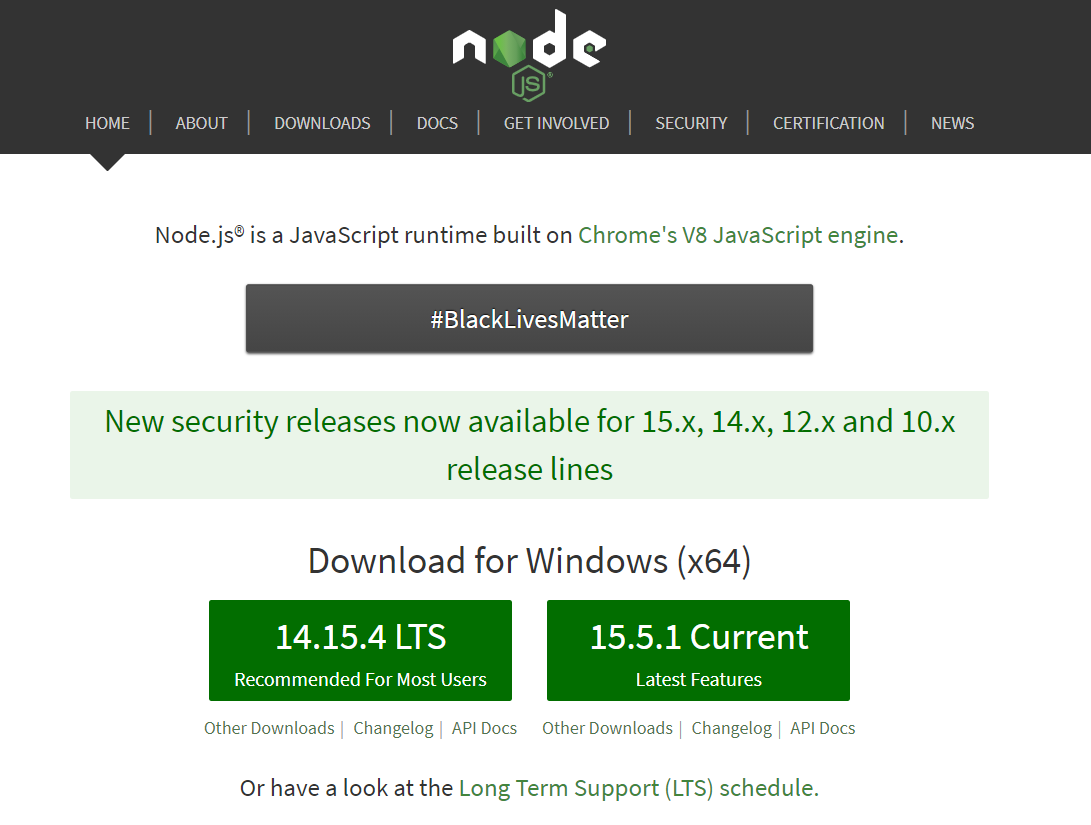 node
JS®
HOME | ABOUT | DOWNLOADS | DOCS | GET INVOLVED | SECURITY | CERTIFICATION | NEWS
Node.js® is a JavaScript runtime built on Chrome's V8 JavaScript engine.
#BlackLivesMatter
New security releases now available for 15.x, 14.x, 12.x and 10.x
release lines
Download for Windows (x64)
14.15.4 LTS
Recommended For Most Users
15.5.1 Current
Latest Features
Other Downloads | Changelog | API Docs
Other Downloads | Changelog | API Docs
Or have a look at the Long Term Support (LTS) schedule.